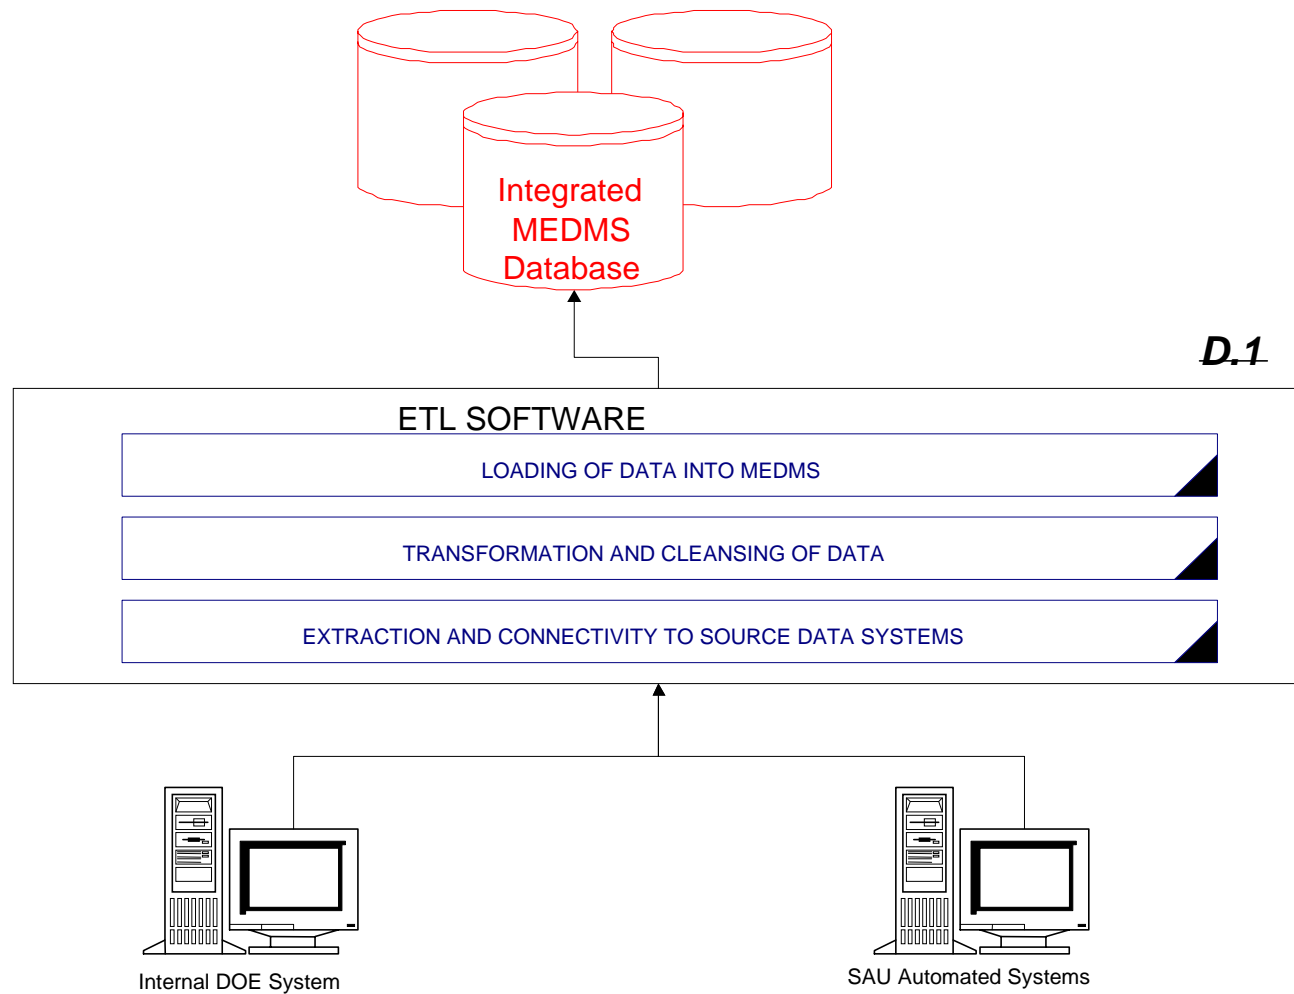 Integrated
MEDMS
Database
D.1
ETL SOFTWARE
LOADING OF DATA INTO MEDMS
TRANSFORMATION AND CLEANSING OF DATA
EXTRACTION AND CONNECTIVITY TO SOURCE DATA SYSTEMS
Internal DOE System
SAU Automated Systems